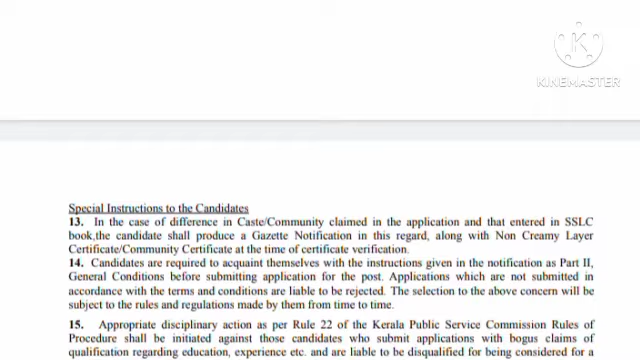 KINEMASTER
Special Instructions to the Candidates
13. In the case of difference in Caste/Community claimed in the application and that entered in SSLC
book,the candidate shall produce a Gazette Notification in this regard, along with Non Creamy Layer
Certificate/Community Certificate at the time of certificate verification.
14. Candidates are required to acquaint themselves with the instructions given in the notification as Part II,
General Conditions before submitting application for the post. Applications which are not submitted in
accordance with the terms and conditions are liable to be rejected. The selection to the above concern will be
subject to the rules and regulations made by them from time to time.
15. Appropriate disciplinary action as per Rule 22 of the Kerala Public Service Commission Rules of
Procedure shall be initiated against those candidates who submit applications with bogus claims of
qualification regarding education, experience etc. and are liable to be disqualified for being considered for a